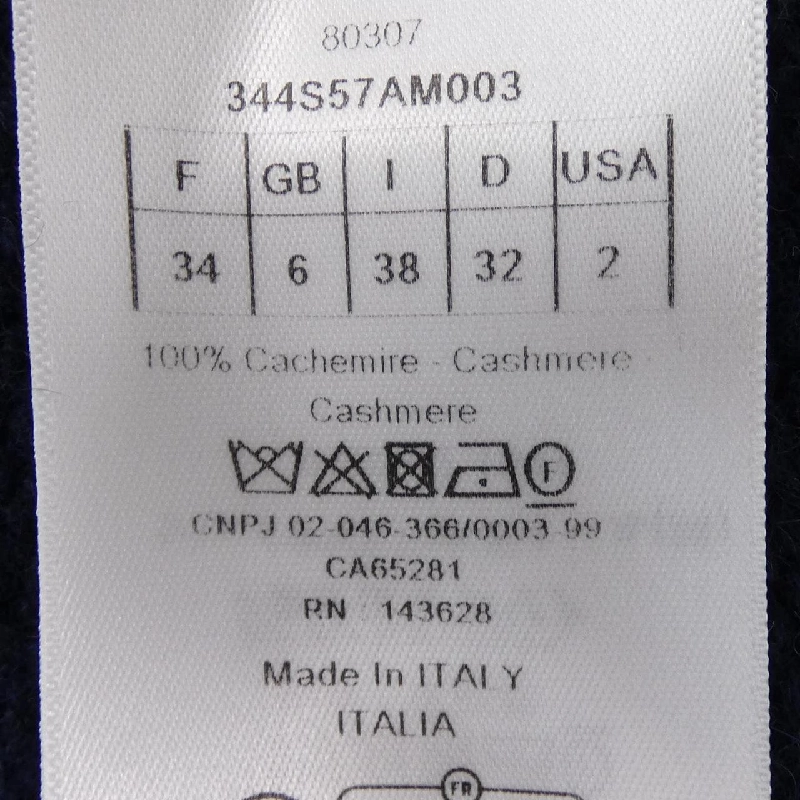 80307
344S57AM003
F GB I D USA
34 6 38 32 2
100% Cachemire - Cashmere
Cashmere
F
CNPJ 02-046-366/0003-99
CA65281
RN : 143628
Made In ITALY
ITALIA
FR